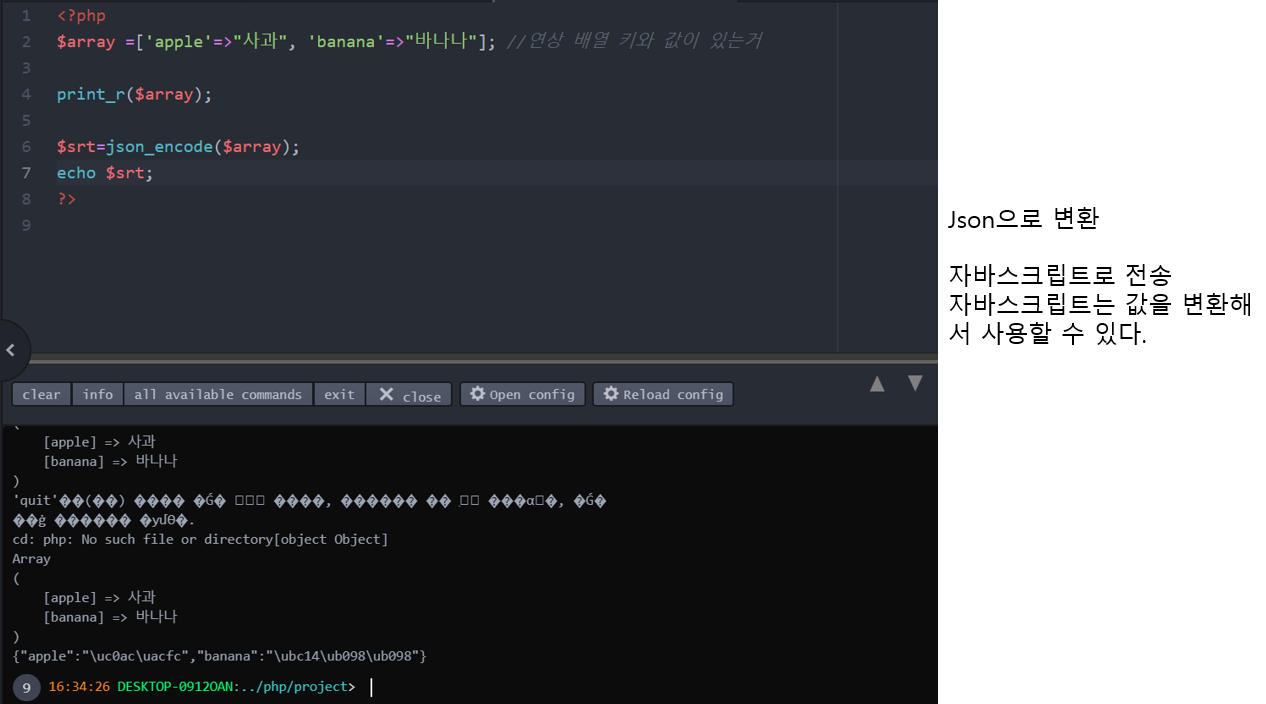 1 <?php
2 $array =['apple'=>"사과", 'banana'=>"바나나"]; //연상 배열 키와 값이 있는거
3
4 print_r($array);
5
6 $srt=json_encode($array);
7 echo $srt;
8 ?>
9
Json으로 변환
자바스크립트로 전송
자바스크립트는 값을 변환해
서 사용할 수 있다.
clear info all available commands exit close Open config Reload config
[apple] => 사과
[banana] => 바나나
)
'quit'
cd: php: No such file or directory[object Object]
Array
(
[apple] => 사과
[banana] => 바나나
)
{"apple":"\uc0ac\uacfc","banana":"\ubc14\ub098\ub098"}
9 16:34:26 DESKTOP-0912OAN:../php/project>